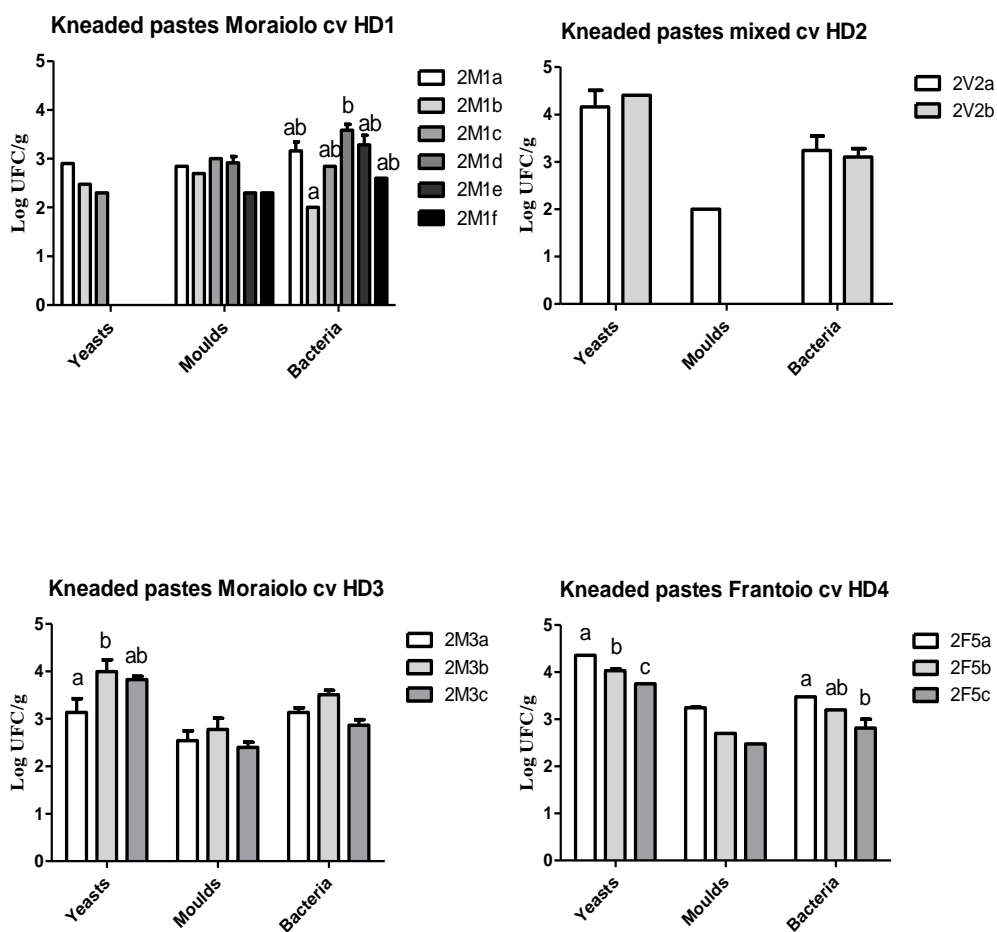 Kneaded pastes Moraiolo cv HD1
Log UFC/g
5
4
3
2
1
0
ab
a
ab
b
ab
ab
Yeasts
Moulds
Bacteria
2M1a
2M1b
2M1c
2M1d
2M1e
2M1f
Kneaded pastes mixed cv HD2
Log UFC/g
5
4
3
2
1
0
Yeasts
Moulds
Bacteria
2V2a
2V2b
Kneaded pastes Moraiolo cv HD3
Log UFC/g
5
4
3
2
1
0
a
b
ab
Yeasts
Moulds
Bacteria
2M3a
2M3b
2M3c
Kneaded pastes Frantoio cv HD4
Log UFC/g
5
4
3
2
1
0
a
b
c
a
ab
b
Yeasts
Moulds
Bacteria
2F5a
2F5b
2F5c